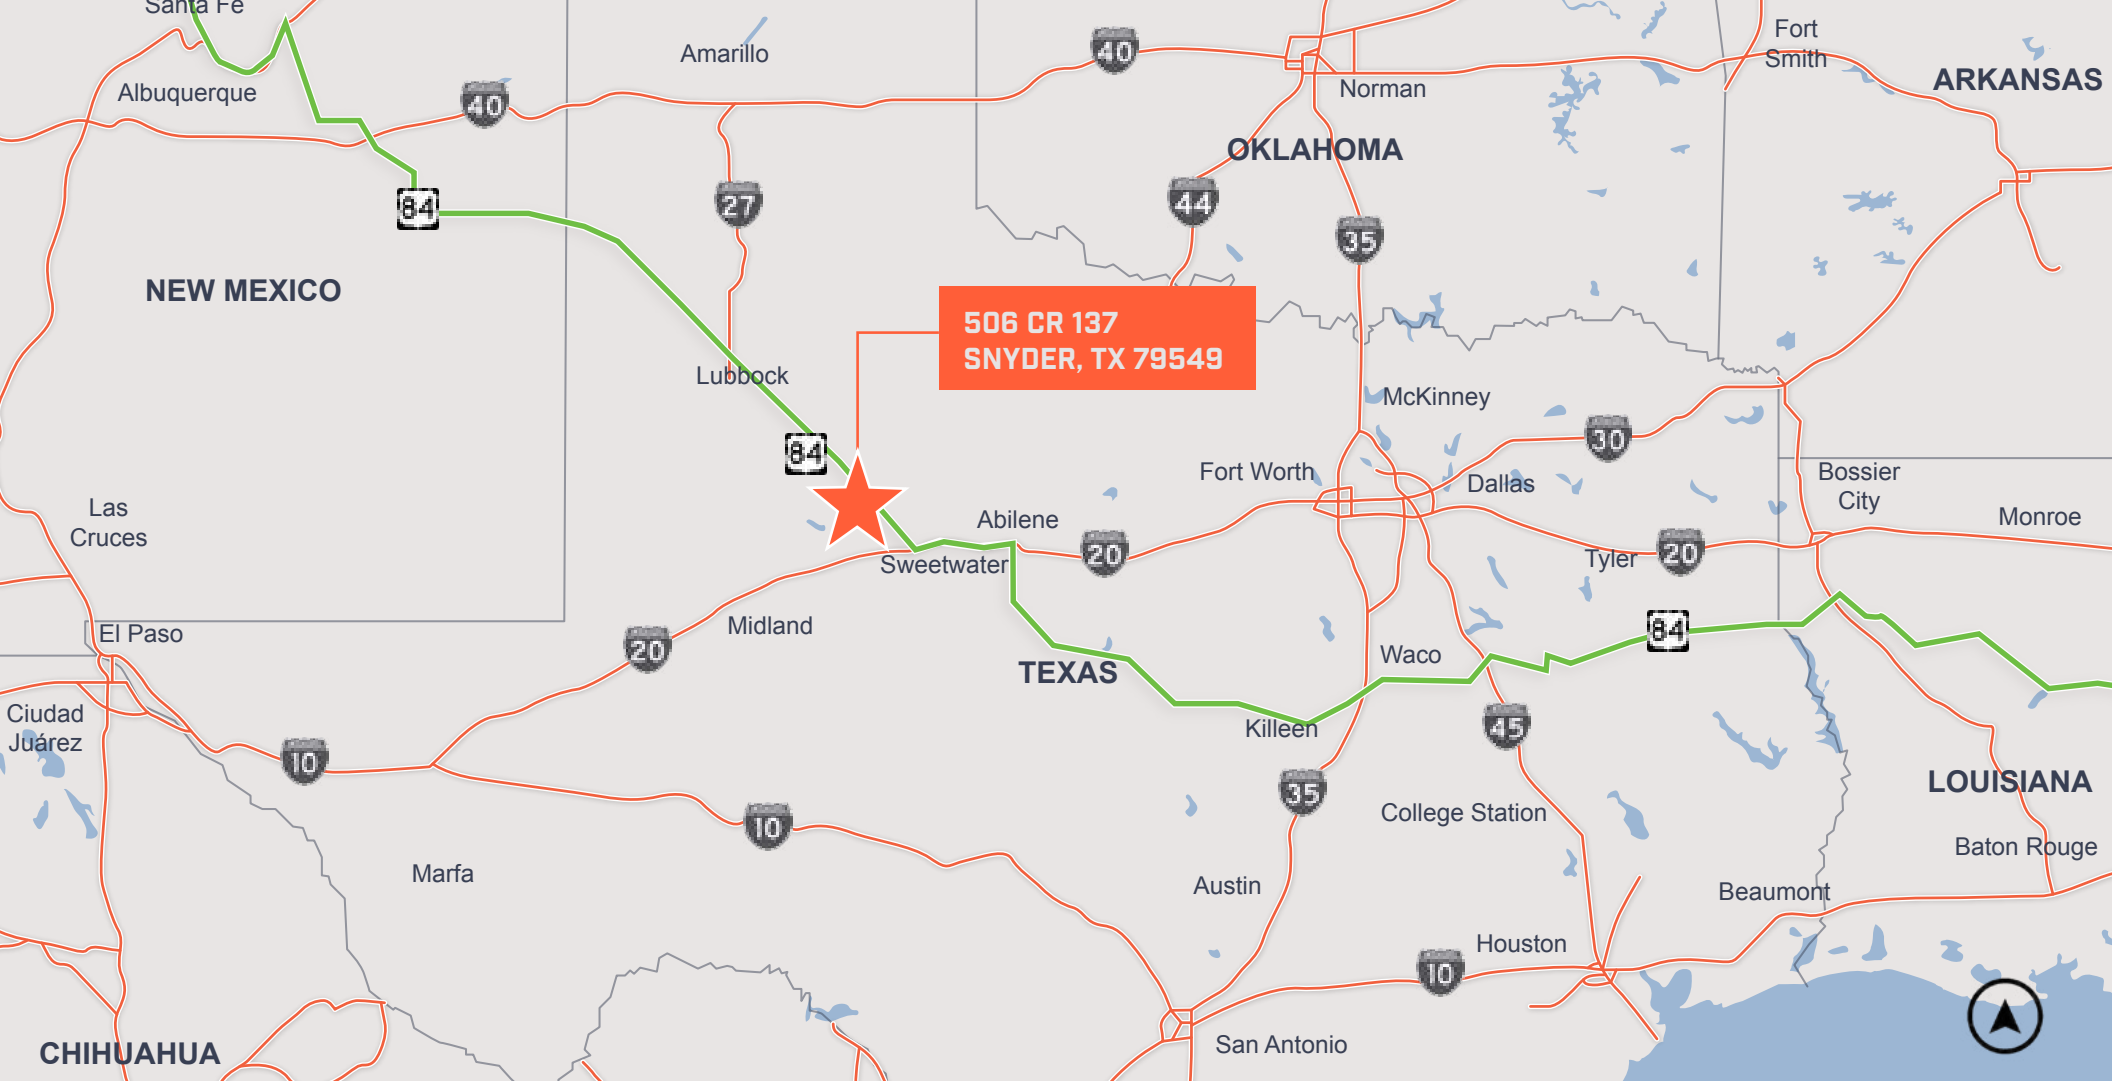 Santa Fe
Amarillo
40
Fort
Smith
ARKANSAS
Albuquerque
40
Norman
OKLAHOMA
84
27
44
35
NEW MEXICO
506 CR 137
SNYDER, TX 79549
Lubbock
McKinney
84
30
Fort Worth
Dallas
Bossier
City
Las
Cruces
Abilene
Monroe
20
Sweetwater
Tyler
20
El Paso
Midland
20
84
Waco
TEXAS
Ciudad
Juárez
Killeen
45
10
35
LOUISIANA
College Station
10
Baton Rouge
Marfa
Austin
Beaumont
Houston
10
San Antonio
CHIHUAHUA